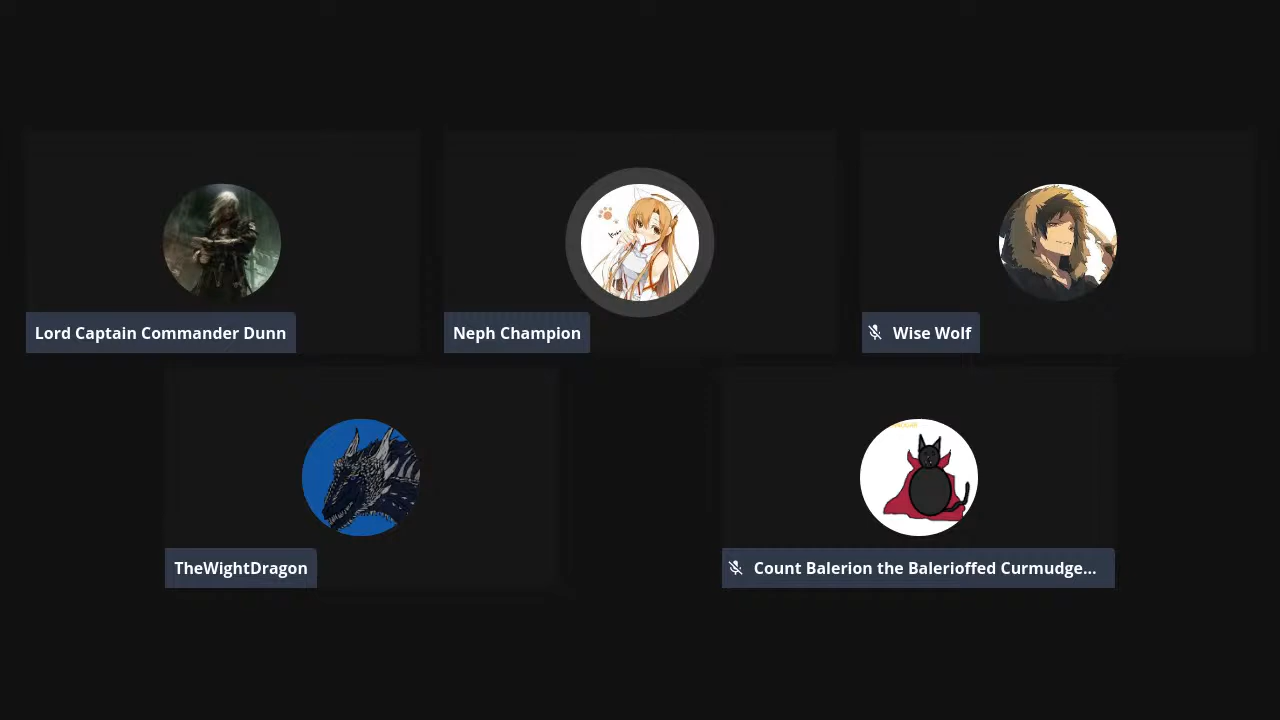 Lord Captain Commander Dunn
Neph Champion
Wise Wolf
TheWightDragon
Count Balerion the Balerioffed Curmudge...